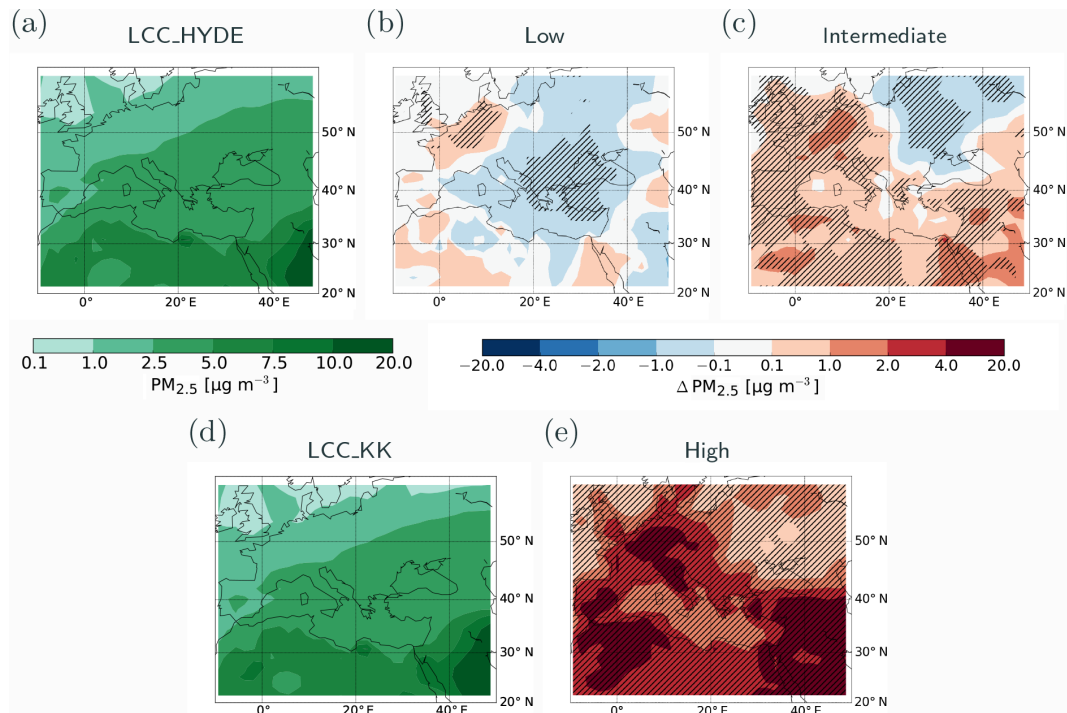 (a) LCC_HYDE
(b) Low
(c) Intermediate
50° N
40° N
30° N
20° N
0° 20° E 40° E
50° N
40° N
30° N
20° N
0° 20° E 40° E
50° N
40° N
30° N
20° N
0° 20° E 40° E
0.1 1.0 2.5 5.0 7.5 10.0 20.0
PM2.5 [µg m−3]
−20.0 −4.0 −2.0 −1.0 −0.1 0.1 1.0 2.0 4.0 20.0
Δ PM2.5 [µg m−3]
(d) LCC_KK
(e) High
50° N
40° N
30° N
20° N
0° 20° E 40° E
50° N
40° N
30° N
20° N
0° 20° E 40° E